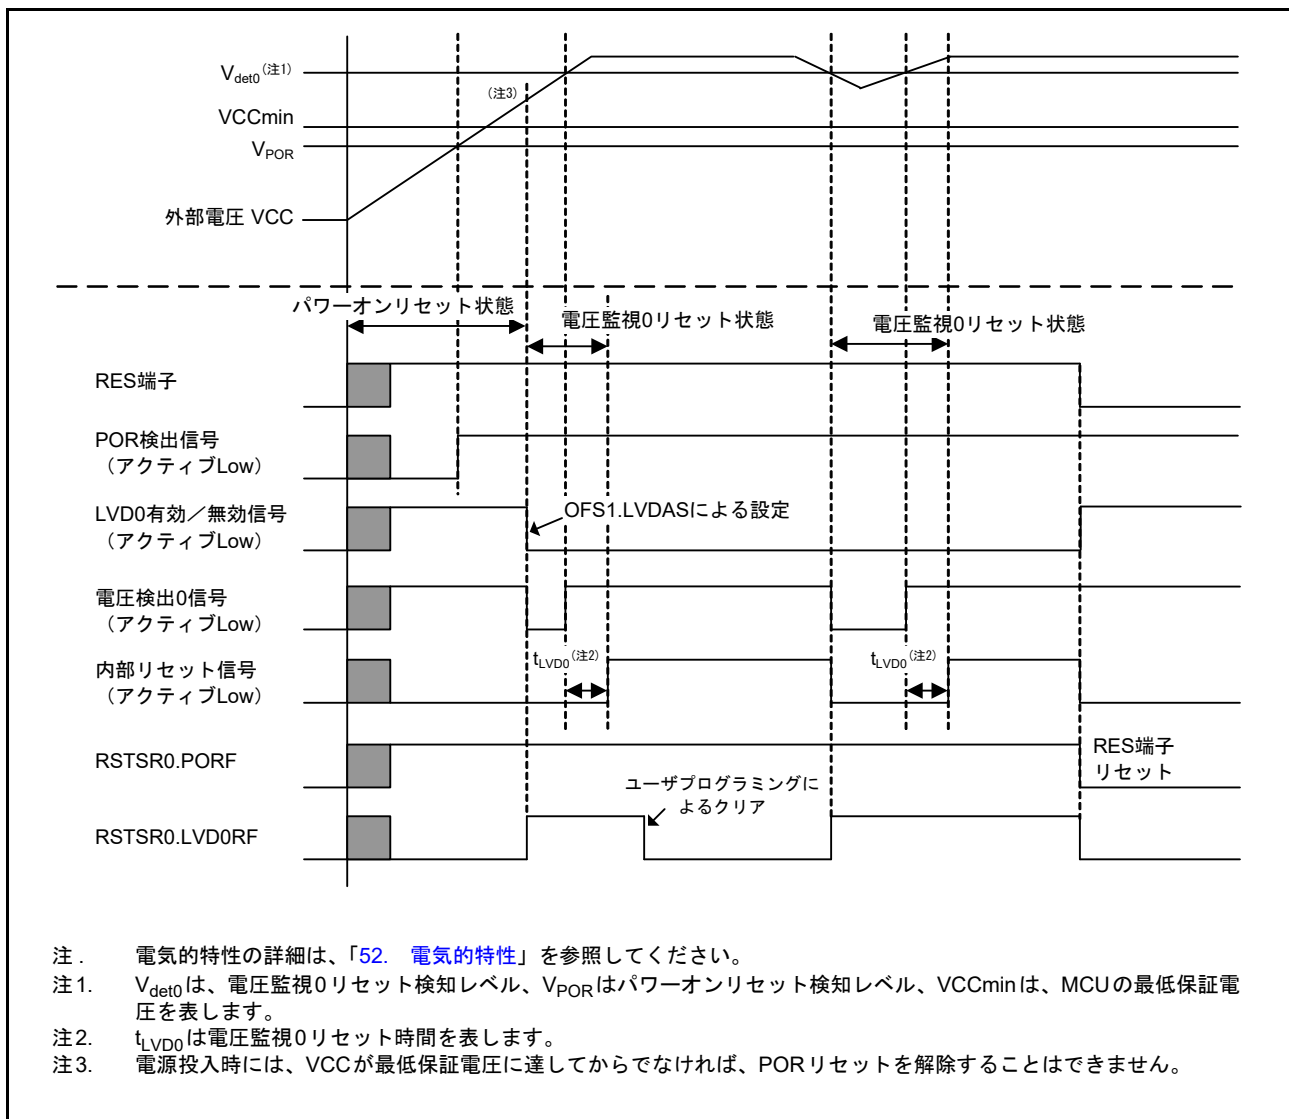 Vdet0(注1)
(注3)
VCCmin
VPOR
外部電圧 VCC
パワーオンリセット状態
電圧監視0リセット状態
電圧監視0リセット状態
RES端子
POR検出信号
(アクティブLow)
LVD0有効/無効信号
(アクティブLow)
OFS1.LVDASによる設定
電圧検出0信号
(アクティブLow)
内部リセット信号
(アクティブLow)
tLVD0(注2)
tLVD0(注2)
RSTSR0.PORF
RES端子
リセット
ユーザプログラミングに
よるクリア
RSTSR0.LVD0RF
注. 電気的特性の詳細は、「52. 電気的特性」を参照してください。
注1. Vdet0は、電圧監視0リセット検知レベル、VPORはパワーオンリセット検知レベル、VCCminは、MCUの最低保証電
圧を表します。
注2. tLVD0は電圧監視0リセット時間を表します。
注3. 電源投入時には、VCCが最低保証電圧に達してからでなければ、PORリセットを解除することはできません。